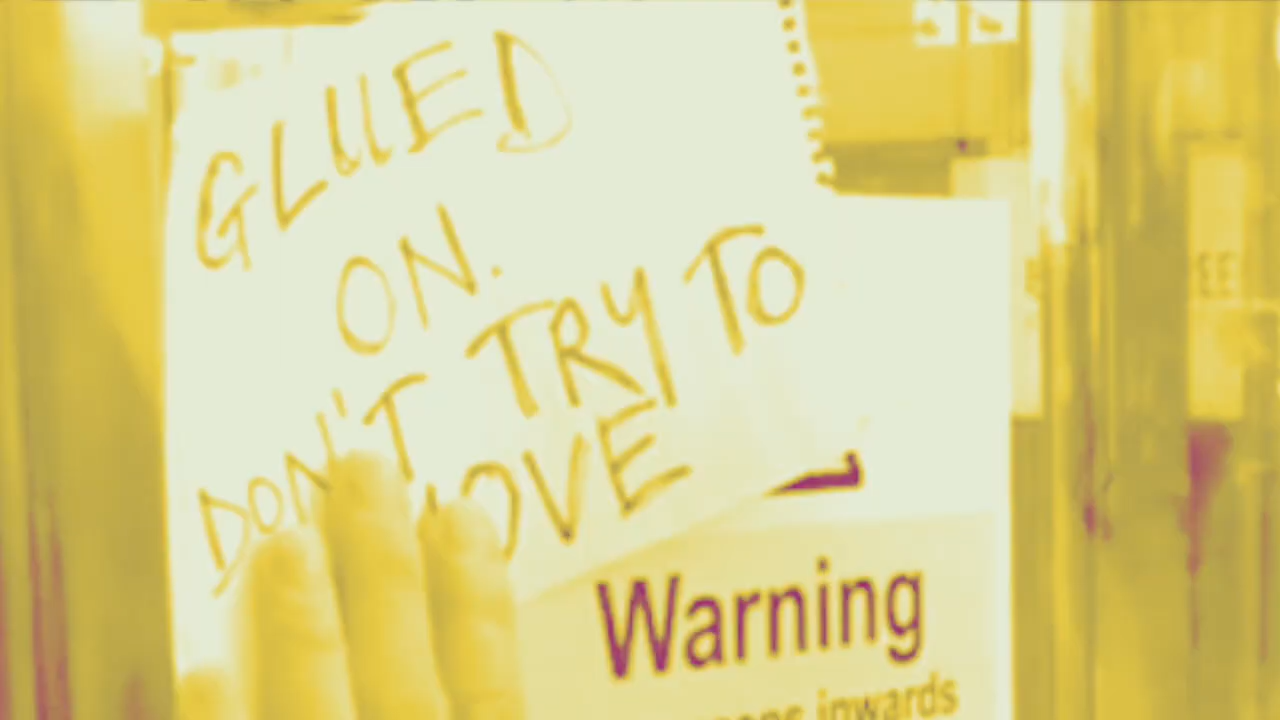 GLUED
ON.
DON'T TRY TO
OVE
Warning
inwards